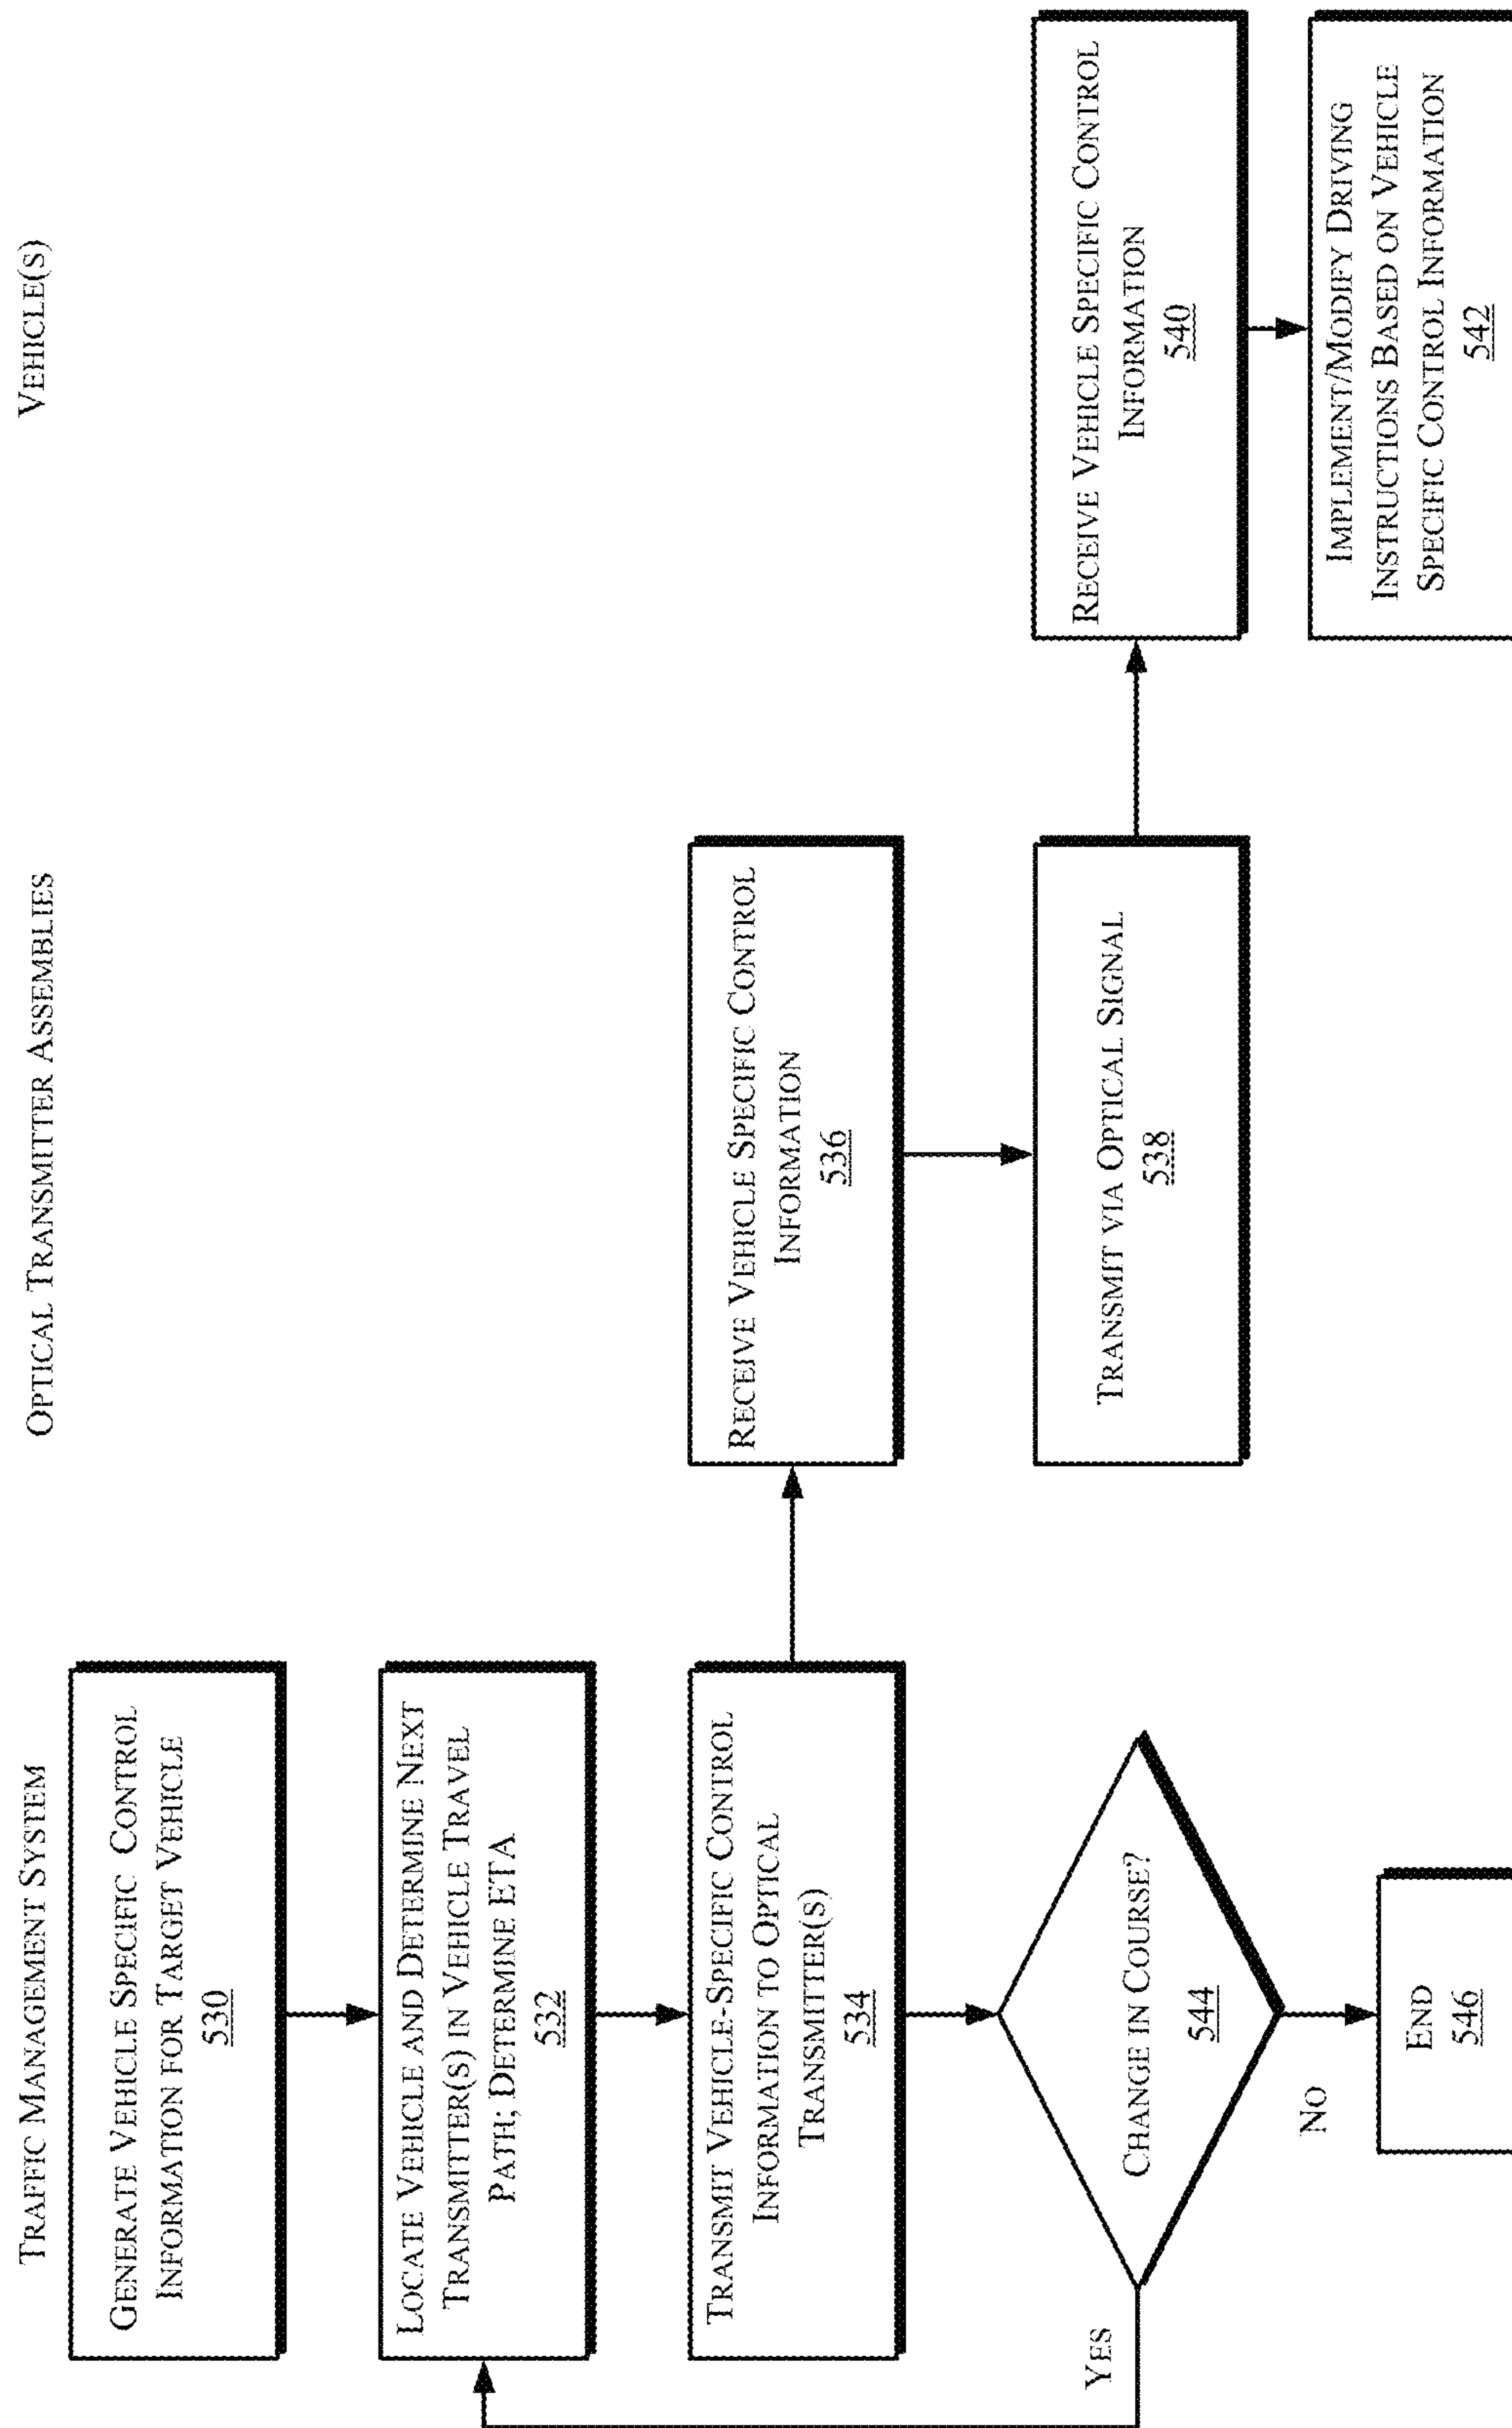 TRAFFIC MANAGEMENT SYSTEM
OPTICAL TRANSMITTER ASSEMBLIES
VEHICLE(S)
GENERATE VEHICLE SPECIFIC CONTROL
INFORMATION FOR TARGET VEHICLE
530
LOCATE VEHICLE AND DETERMINE NEXT
TRANSMITTER(S) IN VEHICLE TRAVEL
PATH; DETERMINE ETA
532
TRANSMIT VEHICLE-SPECIFIC CONTROL
INFORMATION TO OPTICAL
TRANSMITTER(S)
534
RECEIVE VEHICLE SPECIFIC CONTROL
INFORMATION
536
TRANSMIT VIA OPTICAL SIGNAL
538
RECEIVE VEHICLE SPECIFIC CONTROL
INFORMATION
540
IMPLEMENT/MODIFY DRIVING
INSTRUCTIONS BASED ON VEHICLE
SPECIFIC CONTROL INFORMATION
542
YES
CHANGE IN COURSE?
544
NO
END
546